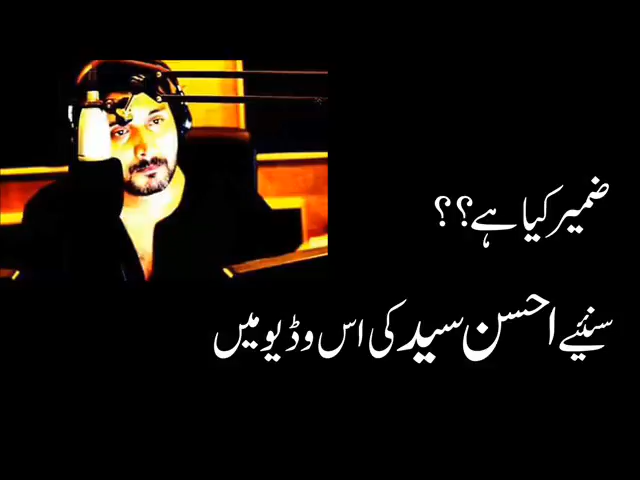 ضمیر کیا ہے؟؟
سنئیے احسن سید کی اس وڈیو میں